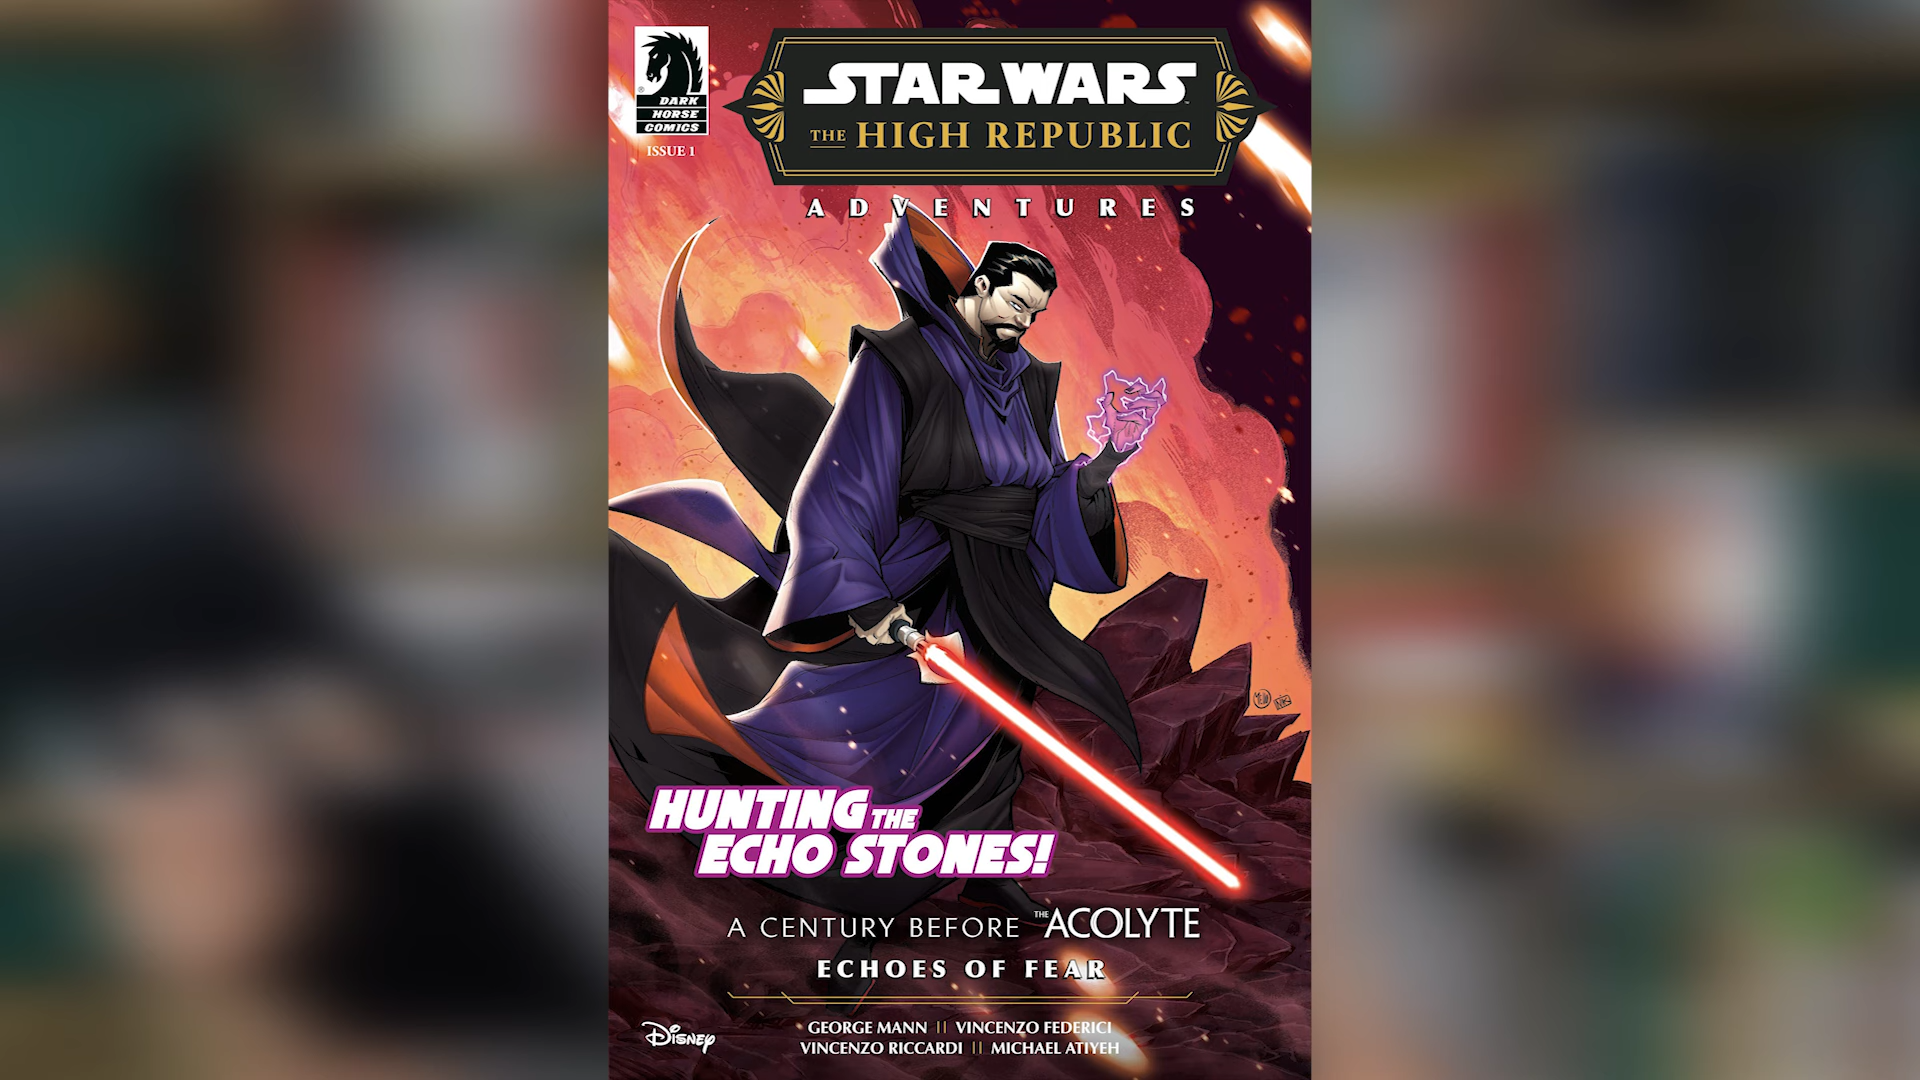 DARK
HORSE
COMICS
ISSUE 1
STAR WARS
THE HIGH REPUBLIC
ADVENTURES
HUNTING THE
ECHO STONES!
A CENTURY BEFORE THE ACOLYTE
ECHOES OF FEAR
Disney
GEORGE MANN || VINCENZO FEDERICI
VINCENZO RICCARDI || MICHAEL ATIYEH